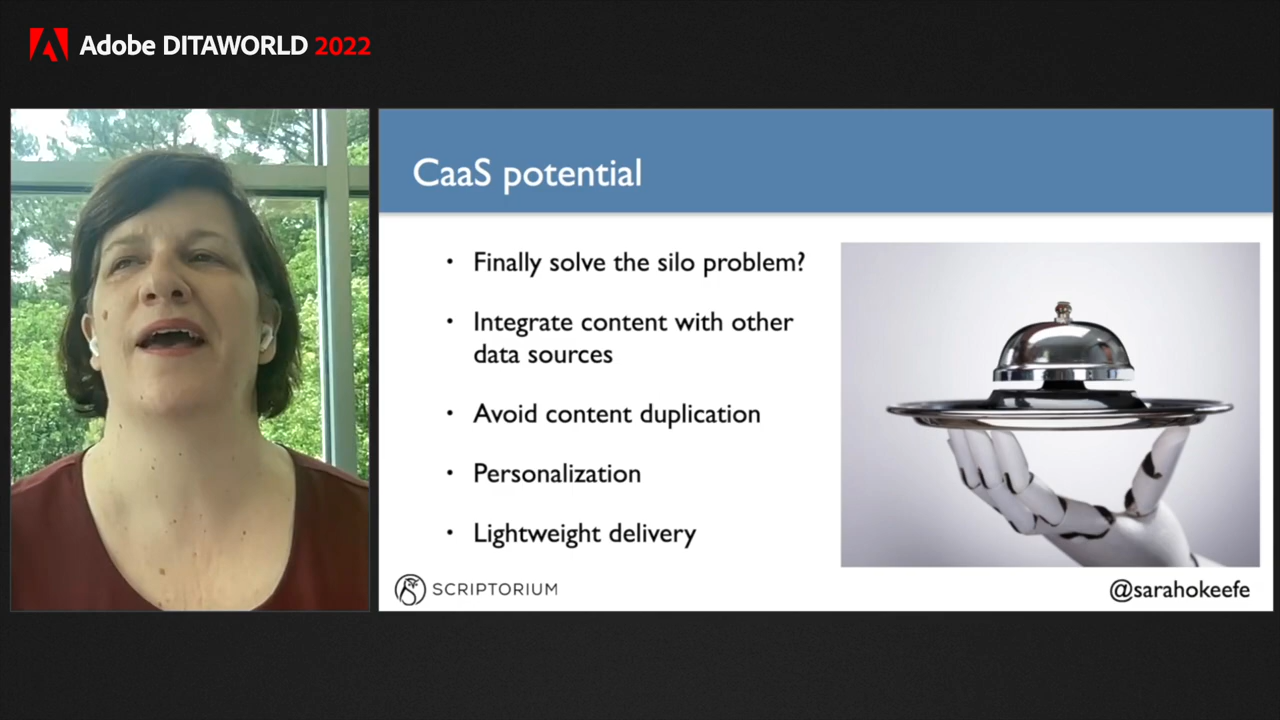 Adobe DITAWORLD 2022
CaaS potential
• Finally solve the silo problem?
• Integrate content with other
data sources
• Avoid content duplication
• Personalization
• Lightweight delivery
SCRIPTORIUM
@sarahokeefe